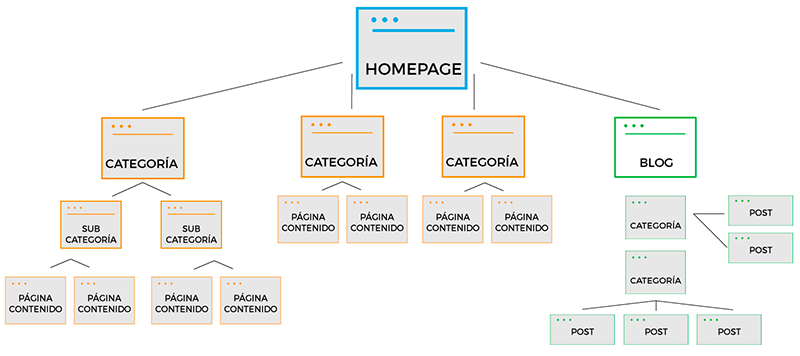 HOMEPAGE
CATEGORÍA
CATEGORÍA
CATEGORÍA
BLOG
SUB
CATEGORÍA
SUB
CATEGORÍA
PÁGINA
CONTENIDO
PÁGINA
CONTENIDO
PÁGINA
CONTENIDO
PÁGINA
CONTENIDO
CATEGORÍA
POST
POST
PÁGINA
CONTENIDO
PÁGINA
CONTENIDO
PÁGINA
CONTENIDO
PÁGINA
CONTENIDO
CATEGORÍA
POST
POST
POST